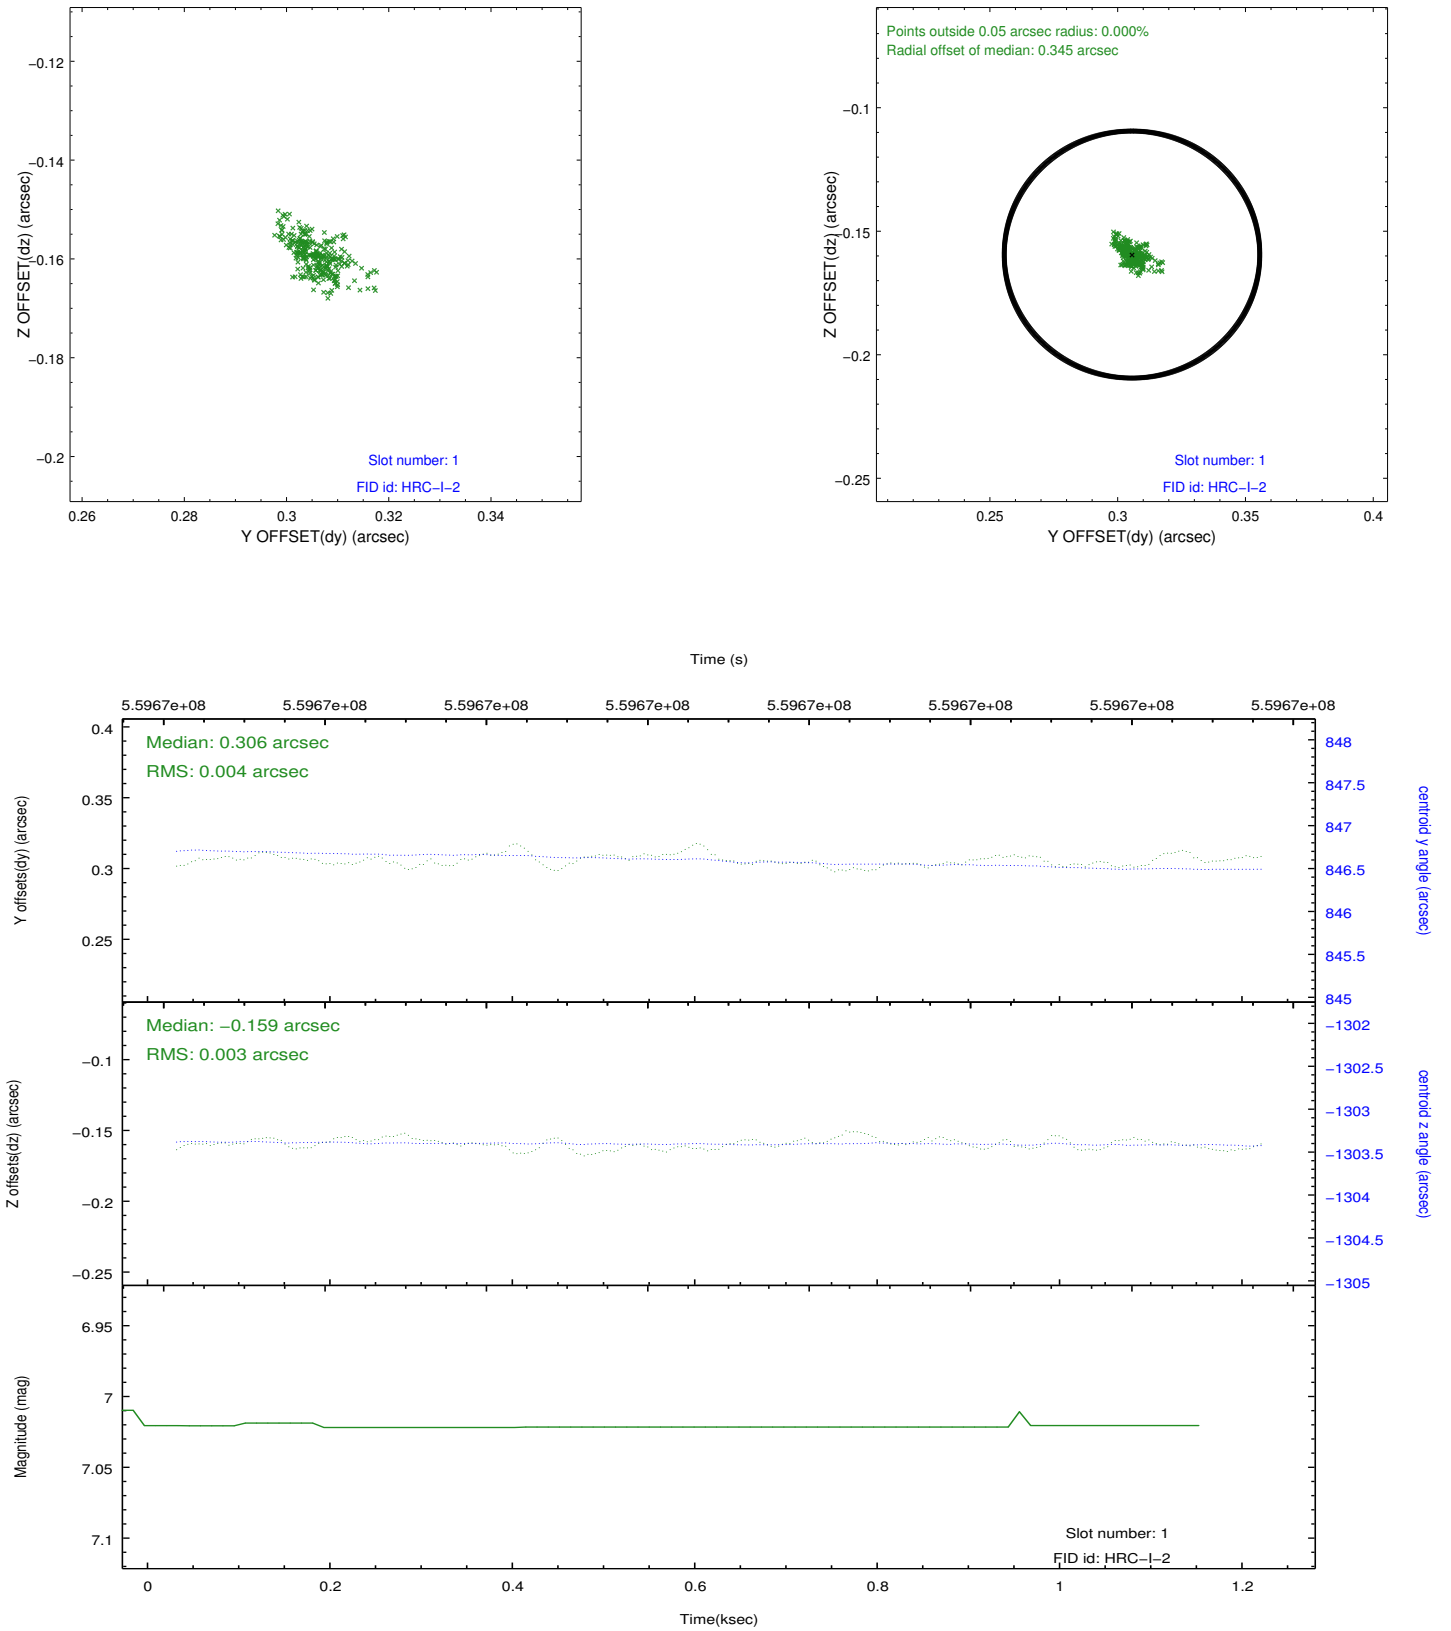 −0.12
−0.14
−0.16
−0.18
−0.2
Z OFFSET(dz) (arcsec)
Slot number: 1
FID id: HRC−I−2
0.26
0.28
0.3
0.32
0.34
Y OFFSET(dy) (arcsec)
Points outside 0.05 arcsec radius: 0.000%
Radial offset of median: 0.345 arcsec
−0.1
−0.15
−0.2
−0.25
Z OFFSET(dz) (arcsec)
Slot number: 1
FID id: HRC−I−2
0.25
0.3
0.35
0.4
Y OFFSET(dy) (arcsec)
Time (s)
5.5967e+08
5.5967e+08
5.5967e+08
5.5967e+08
5.5967e+08
5.5967e+08
5.5967e+08
5.5967e+08
Median: 0.306 arcsec
RMS: 0.004 arcsec
0.4
0.35
0.3
0.25
Y offsets(dy) (arcsec)
848
847.5
847
846.5
846
845.5
845
centroid y angle (arcsec)
Median: −0.159 arcsec
RMS: 0.003 arcsec
−0.1
−0.15
−0.2
−0.25
Z offsets(dz) (arcsec)
−1302
−1302.5
−1303
−1303.5
−1304
−1304.5
−1305
centroid z angle (arcsec)
6.95
7
7.05
7.1
Magnitude (mag)
Slot number: 1
FID id: HRC−I−2
0
0.2
0.4
0.6
0.8
1
1.2
Time(ksec)